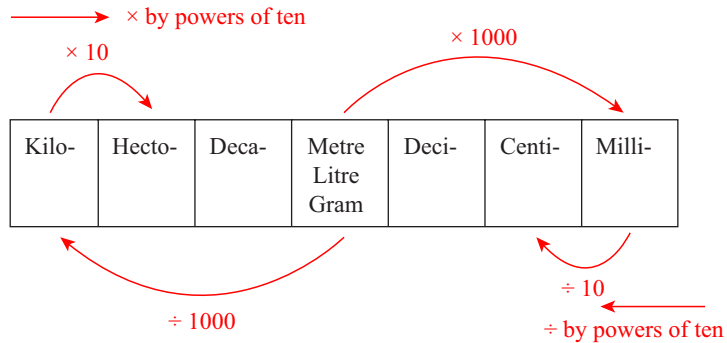 × by powers of ten
× 10
× 1000
Kilo-
Hecto-
Deca-
Metre
Litre
Gram
Deci-
Centi-
Milli-
÷ 1000
÷ 10
÷ by powers of ten